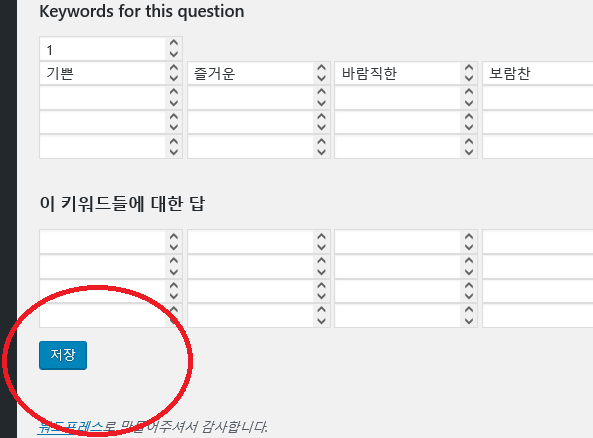 Keywords for this question
1
기쁜 즐거운 바람직한 보람찬
이 키워드들에 대한 답
저장
워드프레스로 만들어주셔서 감사합니다.